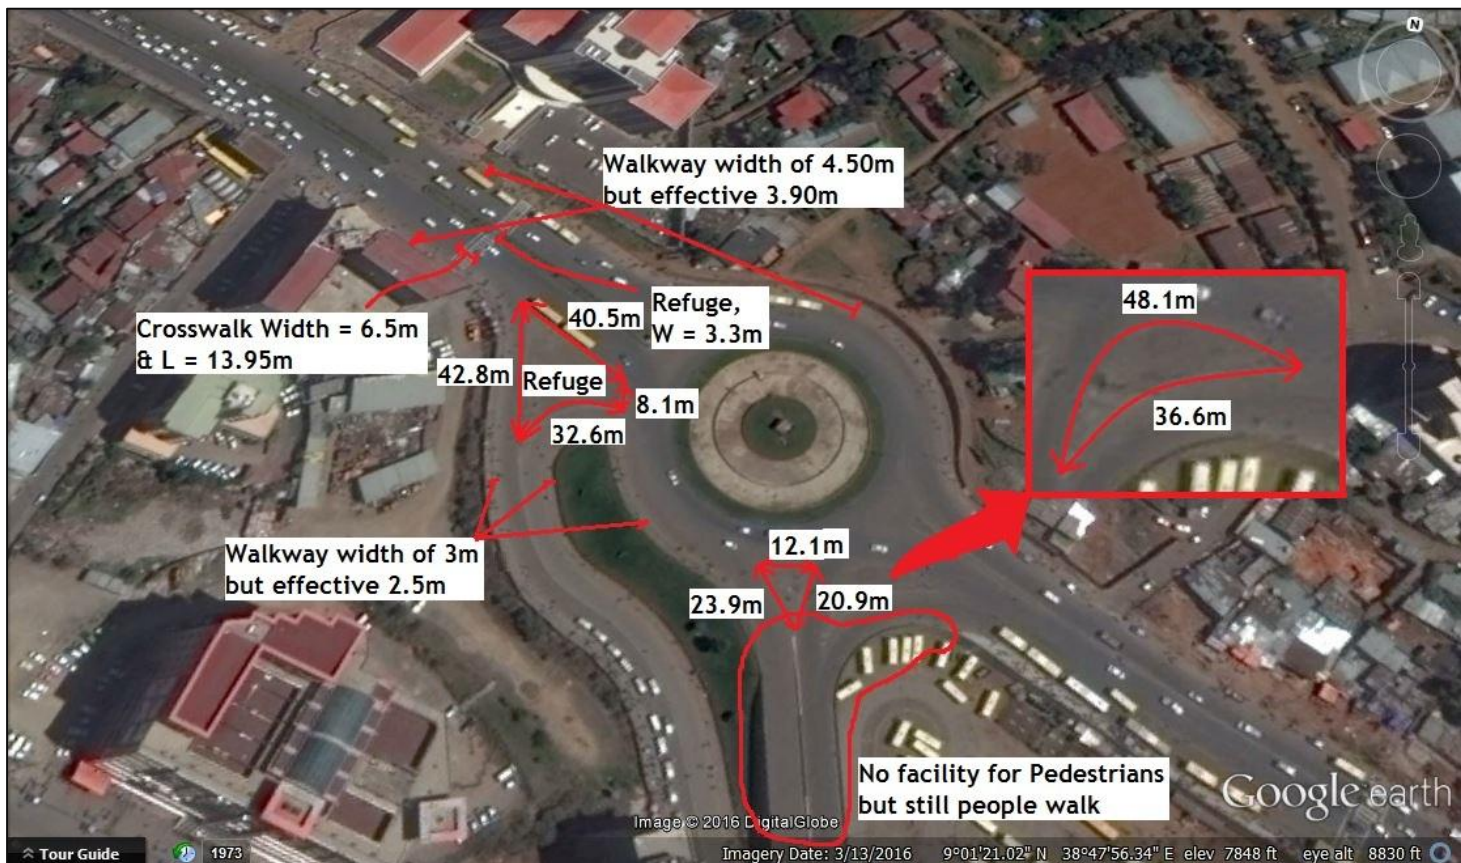 N
Walkway width of 4.50m
but effective 3.90m
48.1m
36.6m
Crosswalk Width = 6.5m
& L = 13.95m
40.5m
Refuge,
W = 3.3m
42.8m
Refuge
8.1m
32.6m
Walkway width of 3m
but effective 2.5m
12.1m
23.9m
20.9m
No facility for Pedestrians
but still people walk
Google earth
Image © 2016 DigitalGlobe
Tour Guide
1973
Imagery Date: 3/13/2016 9°01'21.02" N 38°47'56.34" E elev 7848 ft eye alt 8830 ft